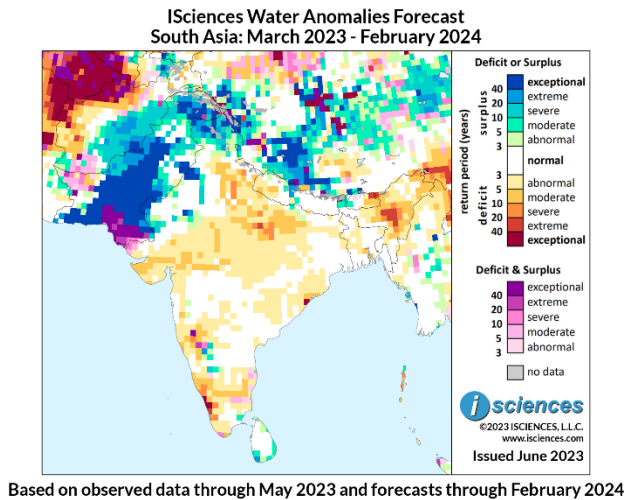 ISciences Water Anomalies Forecast
South Asia: March 2023 - February 2024
Deficit or Surplus
return period (years)
surplus
deficit
40 exceptional
20 extreme
10 severe
5 moderate
3 abnormal
normal
3 abnormal
5 moderate
10 severe
20 extreme
40 exceptional
Deficit & Surplus
40 exceptional
20 extreme
10 severe
5 moderate
3 abnormal
no data
i sciences
©2023 ISCIENCES, L.L.C.
www.isciences.com
Issued June 2023
Based on observed data through May 2023 and forecasts through February 2024